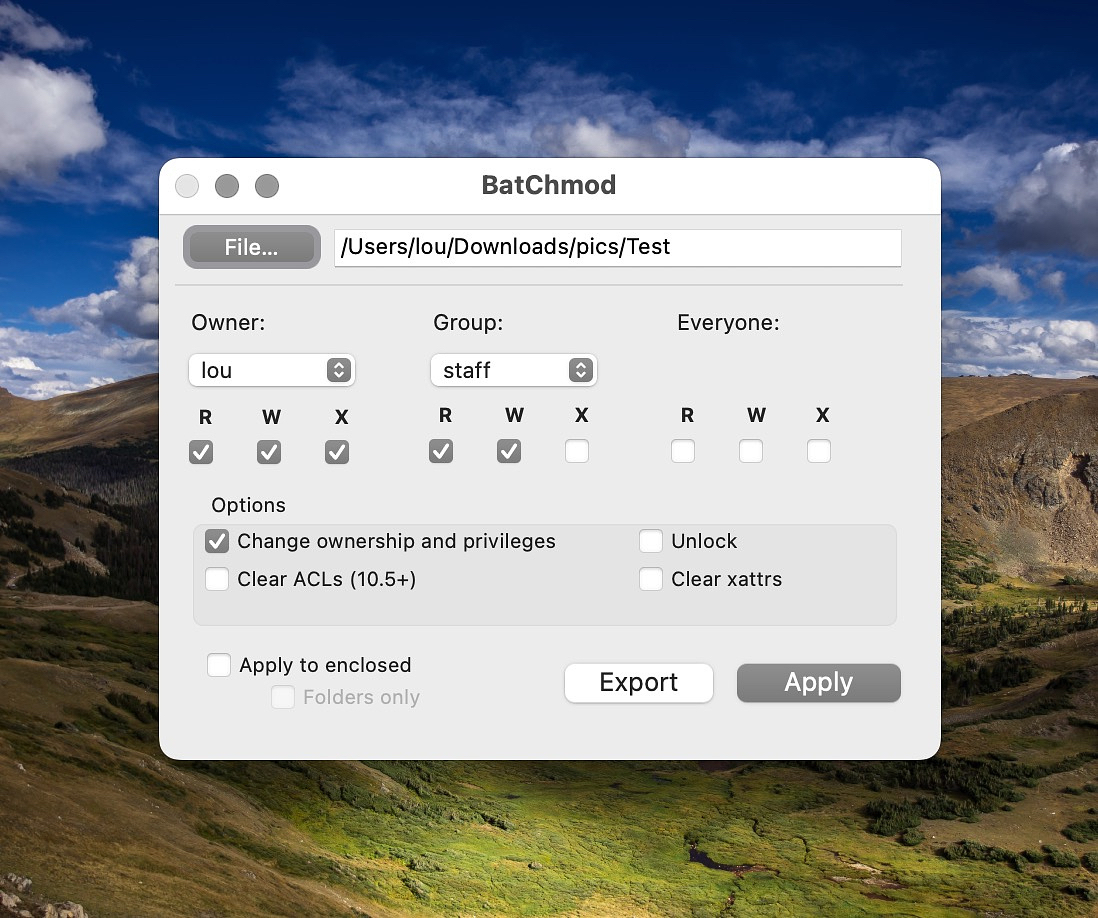 BatChmod
File... /Users/lou/Downloads/pics/Test
Owner: Group: Everyone:
lou staff
R W X R W X R W X
Options
Change ownership and privileges Unlock
Clear ACLs (10.5+) Clear xattrs
Apply to enclosed
Folders only
Export Apply